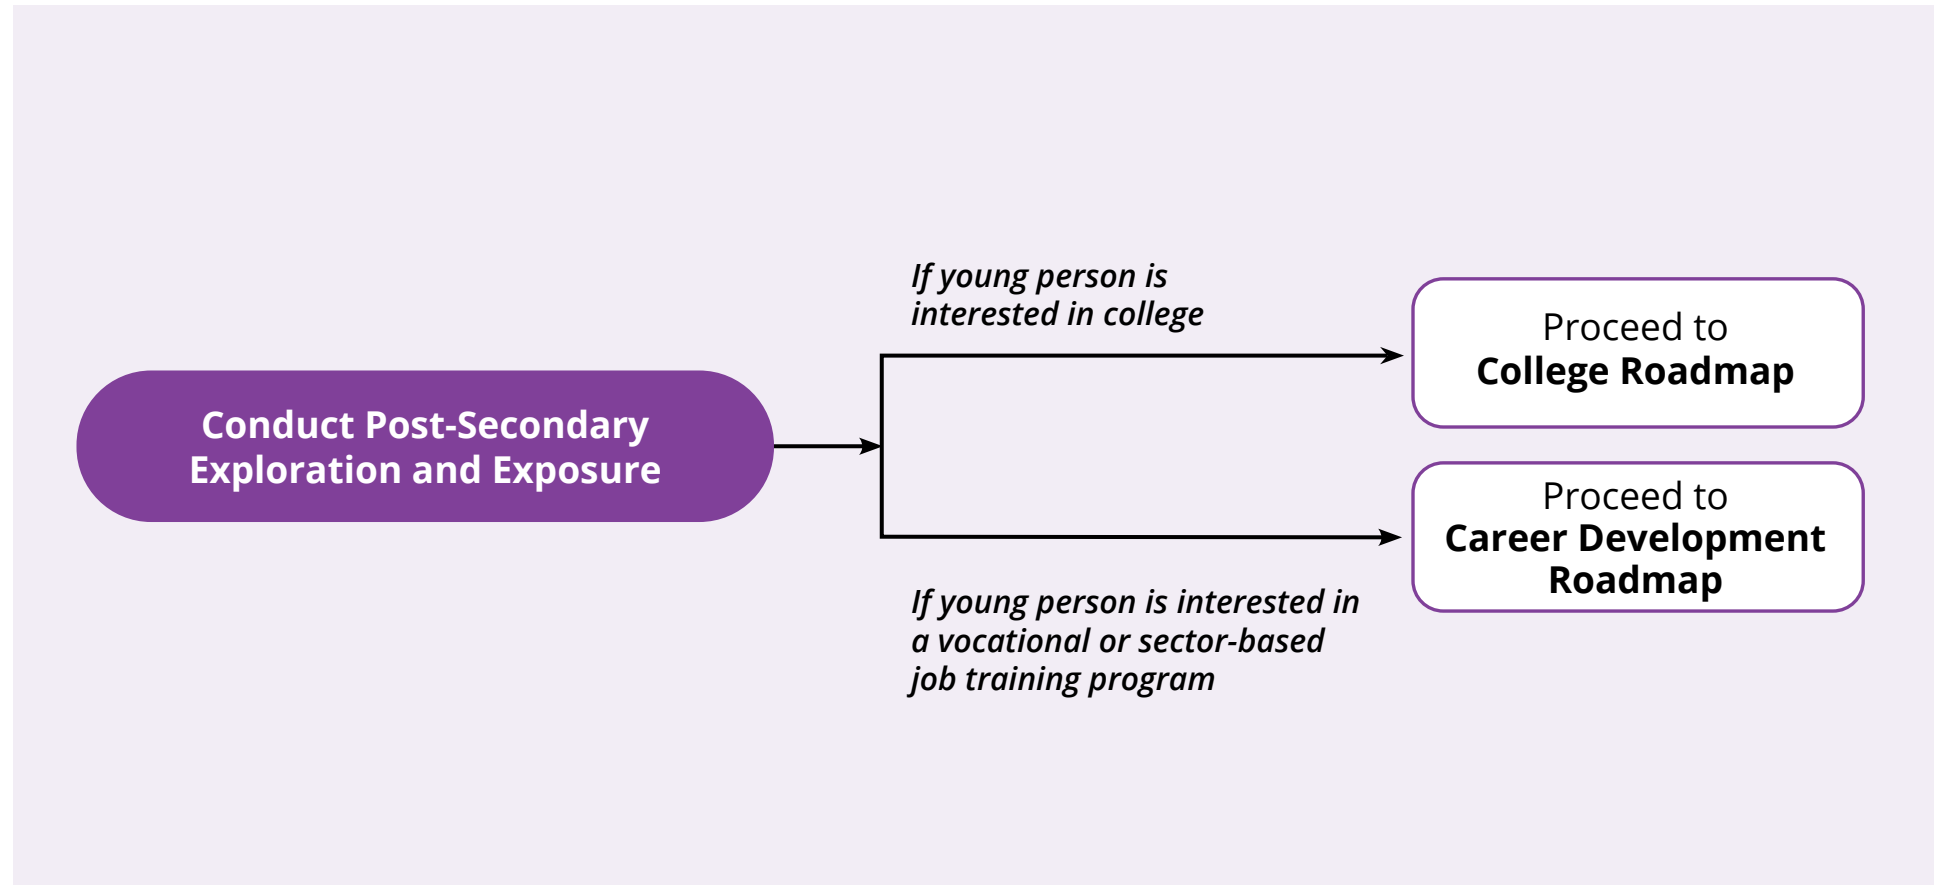 Conduct Post-Secondary
Exploration and Exposure
If young person is
interested in college
Proceed to
College Roadmap
If young person is interested in
a vocational or sector-based
job training program
Proceed to
Career Development
Roadmap